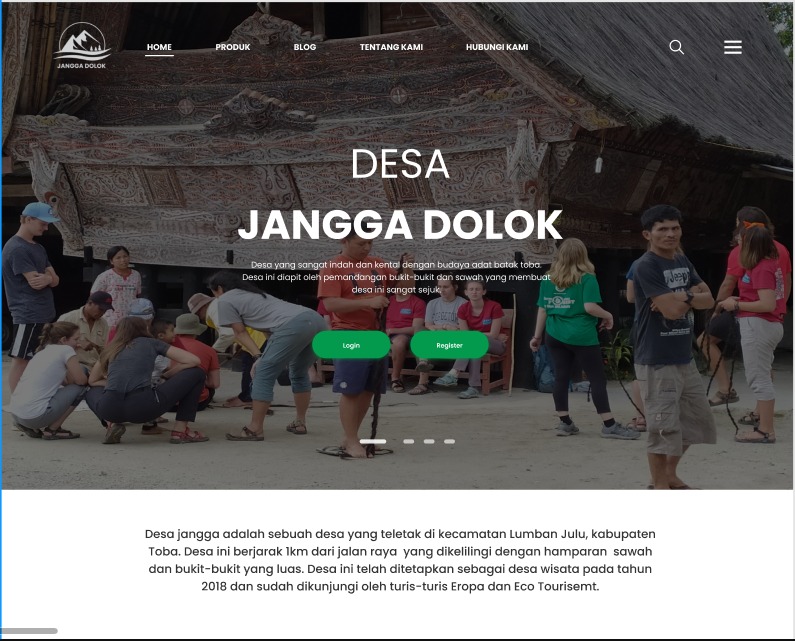 JANGGA DOLOK
HOME PRODUK BLOG TENTANG KAMI HUBUNGI KAMI
DESA
JANGGA DOLOK
Desa yang sangat indah dan kental dengan budaya adat batak toba.
Desa ini diapit oleh pemandangan bukit-bukit dan sawah yang membuat
desa ini sangat sejuk.
Login Register
Desa jangga adalah sebuah desa yang teletak di kecamatan Lumban Julu, kabupaten
Toba. Desa ini berjarak 1km dari jalan raya yang dikelilingi dengan hamparan sawah
dan bukit-bukit yang luas. Desa ini telah ditetapkan sebagai desa wisata pada tahun
2018 dan sudah dikunjungi oleh turis-turis Eropa dan Eco Tourisemt.